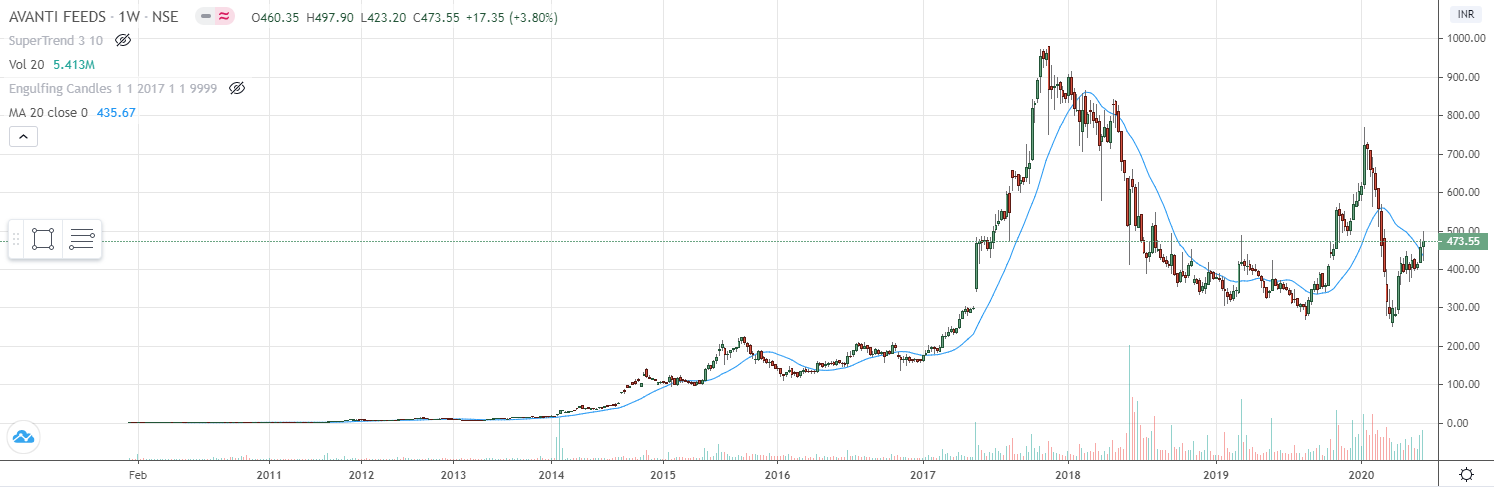 AVANTI FEEDS · 1W · NSE O460.35 H497.90 L423.20 C473.55 +17.35 (+3.80%)
INR
SuperTrend 3 10
Vol 20 5.413M
Engulfing Candles 1 1 2017 1 1 9999
MA 20 close 0 435.67
1000.00
900.00
800.00
700.00
600.00
500.00
473.55
400.00
300.00
200.00
100.00
0.00
Feb 2011 2012 2013 2014 2015 2016 2017 2018 2019 2020